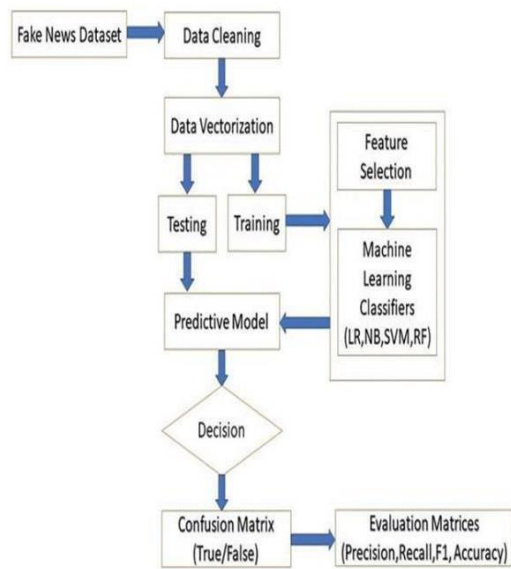 Fake News Dataset
Data Cleaning
Data Vectorization
Feature
Selection
Testing
Training
Machine
Learning
Classifiers
(LR,NB,SVM,RF)
Predictive Model
Decision
Confusion Matrix
(True/False)
Evaluation Matrices
(Precision,Recall,F1, Accuracy)